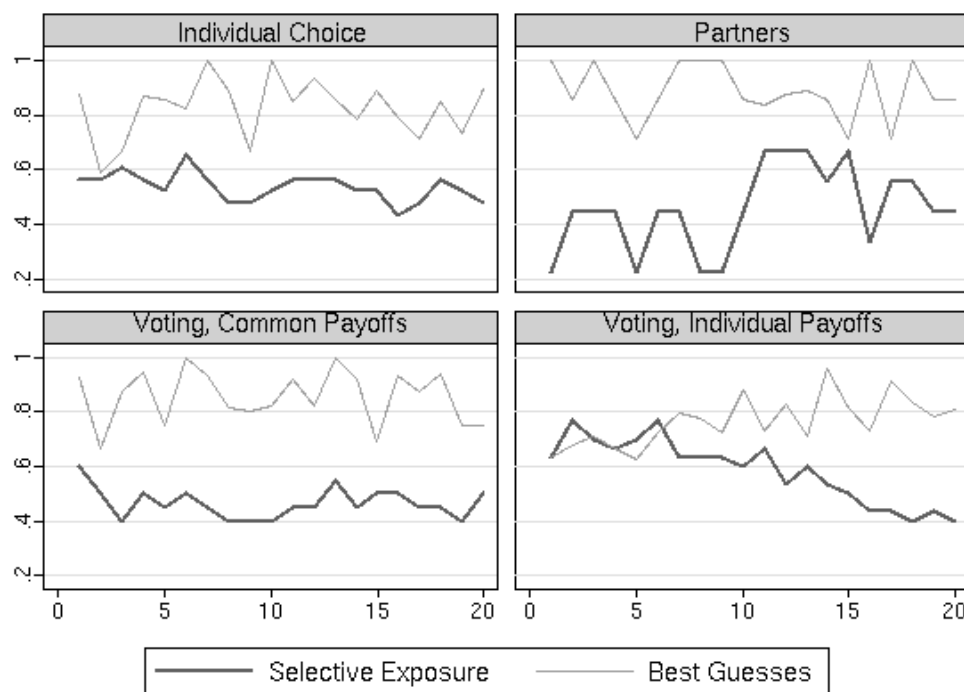 Individual Choice
Partners
1
.8
.6
.4
.2
Voting, Common Payoffs
Voting, Individual Payoffs
1
.8
.6
.4
.2
0 5 10 15 20
0 5 10 15 20
Selective Exposure
Best Guesses